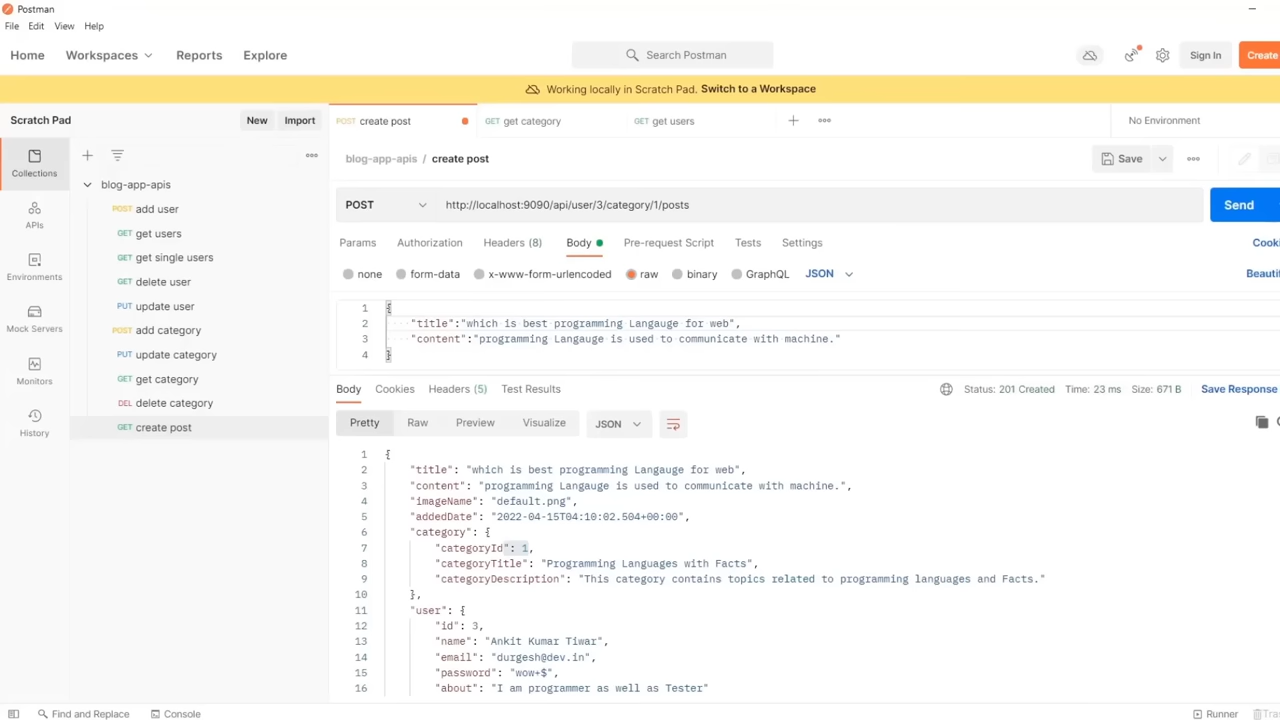 Postman
File Edit View Help
Home Workspaces Reports Explore Search Postman Sign In Create
Working locally in Scratch Pad. Switch to a Workspace
Scratch Pad New Import
POST create post GET get category GET get users No Environment
Collections
APIs
Environments
Mock Servers
Monitors
History
blog-app-apis
POST add user
GET get users
GET get single users
GET delete user
PUT update user
POST add category
PUT update category
GET get category
DEL delete category
GET create post
blog-app-apis / create post Save
POST http://localhost:9090/api/user/3/category/1/posts Send
Params Authorization Headers (8) Body Pre-request Script Tests Settings
none form-data x-www-form-urlencoded raw binary GraphQL JSON
1 {
2 "title":"which is best programming Langauge for web",
3 "content":"programming Langauge is used to communicate with machine."
4 }
Body Cookies Headers (5) Test Results Status: 201 Created Time: 23 ms Size: 671 B Save Response
Pretty Raw Preview Visualize JSON
1 {
2 "title": "which is best programming Langauge for web",
3 "content": "programming Langauge is used to communicate with machine.",
4 "imageName": "default.png",
5 "addedDate": "2022-04-15T04:10:02.504+00:00",
6 "category": {
7 "categoryId": 1,
8 "categoryTitle": "Programming Languages with Facts",
9 "categoryDescription": "This category contains topics related to programming languages and Facts."
10 },
11 "user": {
12 "id": 3,
13 "name": "Ankit Kumar Tiwar",
14 "email": "durgesh@dev.in",
15 "password": "wow+$",
16 "about": "I am programmer as well as Tester"
Find and Replace Console Runner